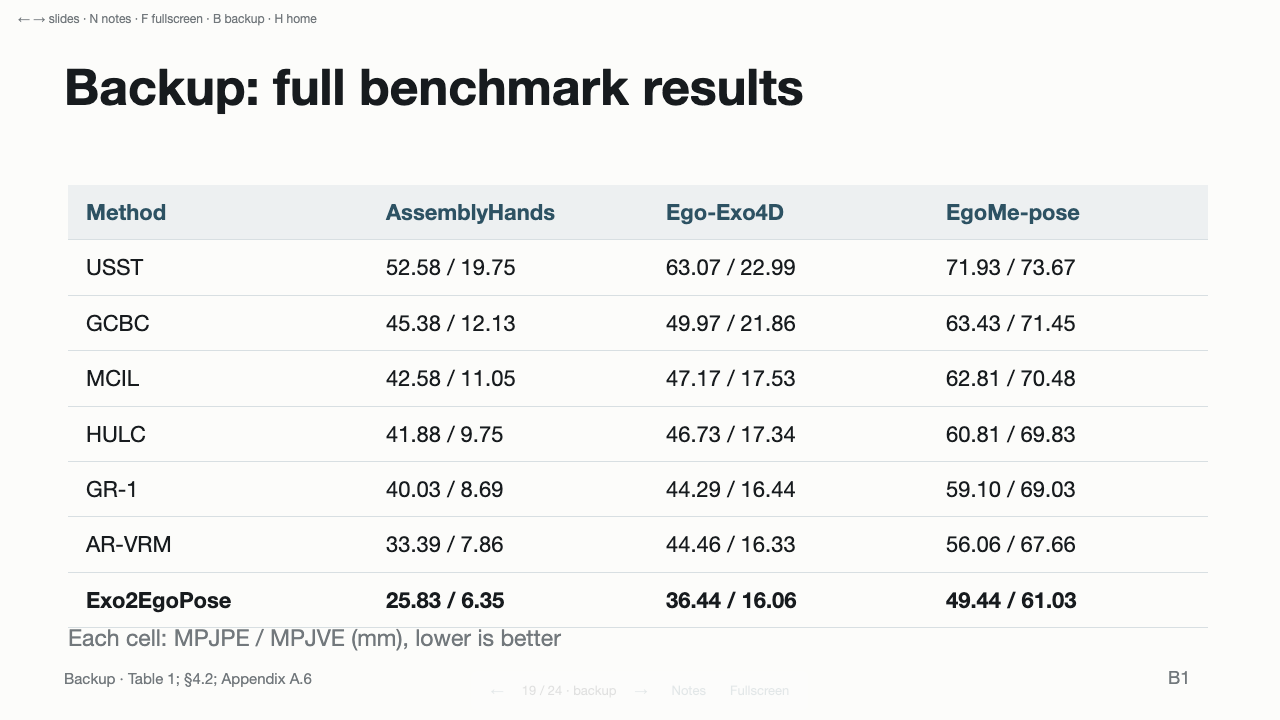 ←→ slides · N notes · F fullscreen · B backup · H home
Backup: full benchmark results
Method AssemblyHands Ego-Exo4D EgoMe-pose
USST 52.58 / 19.75 63.07 / 22.99 71.93 / 73.67
GCBC 45.38 / 12.13 49.97 / 21.86 63.43 / 71.45
MCIL 42.58 / 11.05 47.17 / 17.53 62.81 / 70.48
HULC 41.88 / 9.75 46.73 / 17.34 60.81 / 69.83
GR-1 40.03 / 8.69 44.29 / 16.44 59.10 / 69.03
AR-VRM 33.39 / 7.86 44.46 / 16.33 56.06 / 67.66
Exo2EgoPose 25.83 / 6.35 36.44 / 16.06 49.44 / 61.03
Each cell: MPJPE / MPJVE (mm), lower is better
Backup · Table 1; §4.2; Appendix A.6 B1
← 19 / 24 · backup → Notes Fullscreen